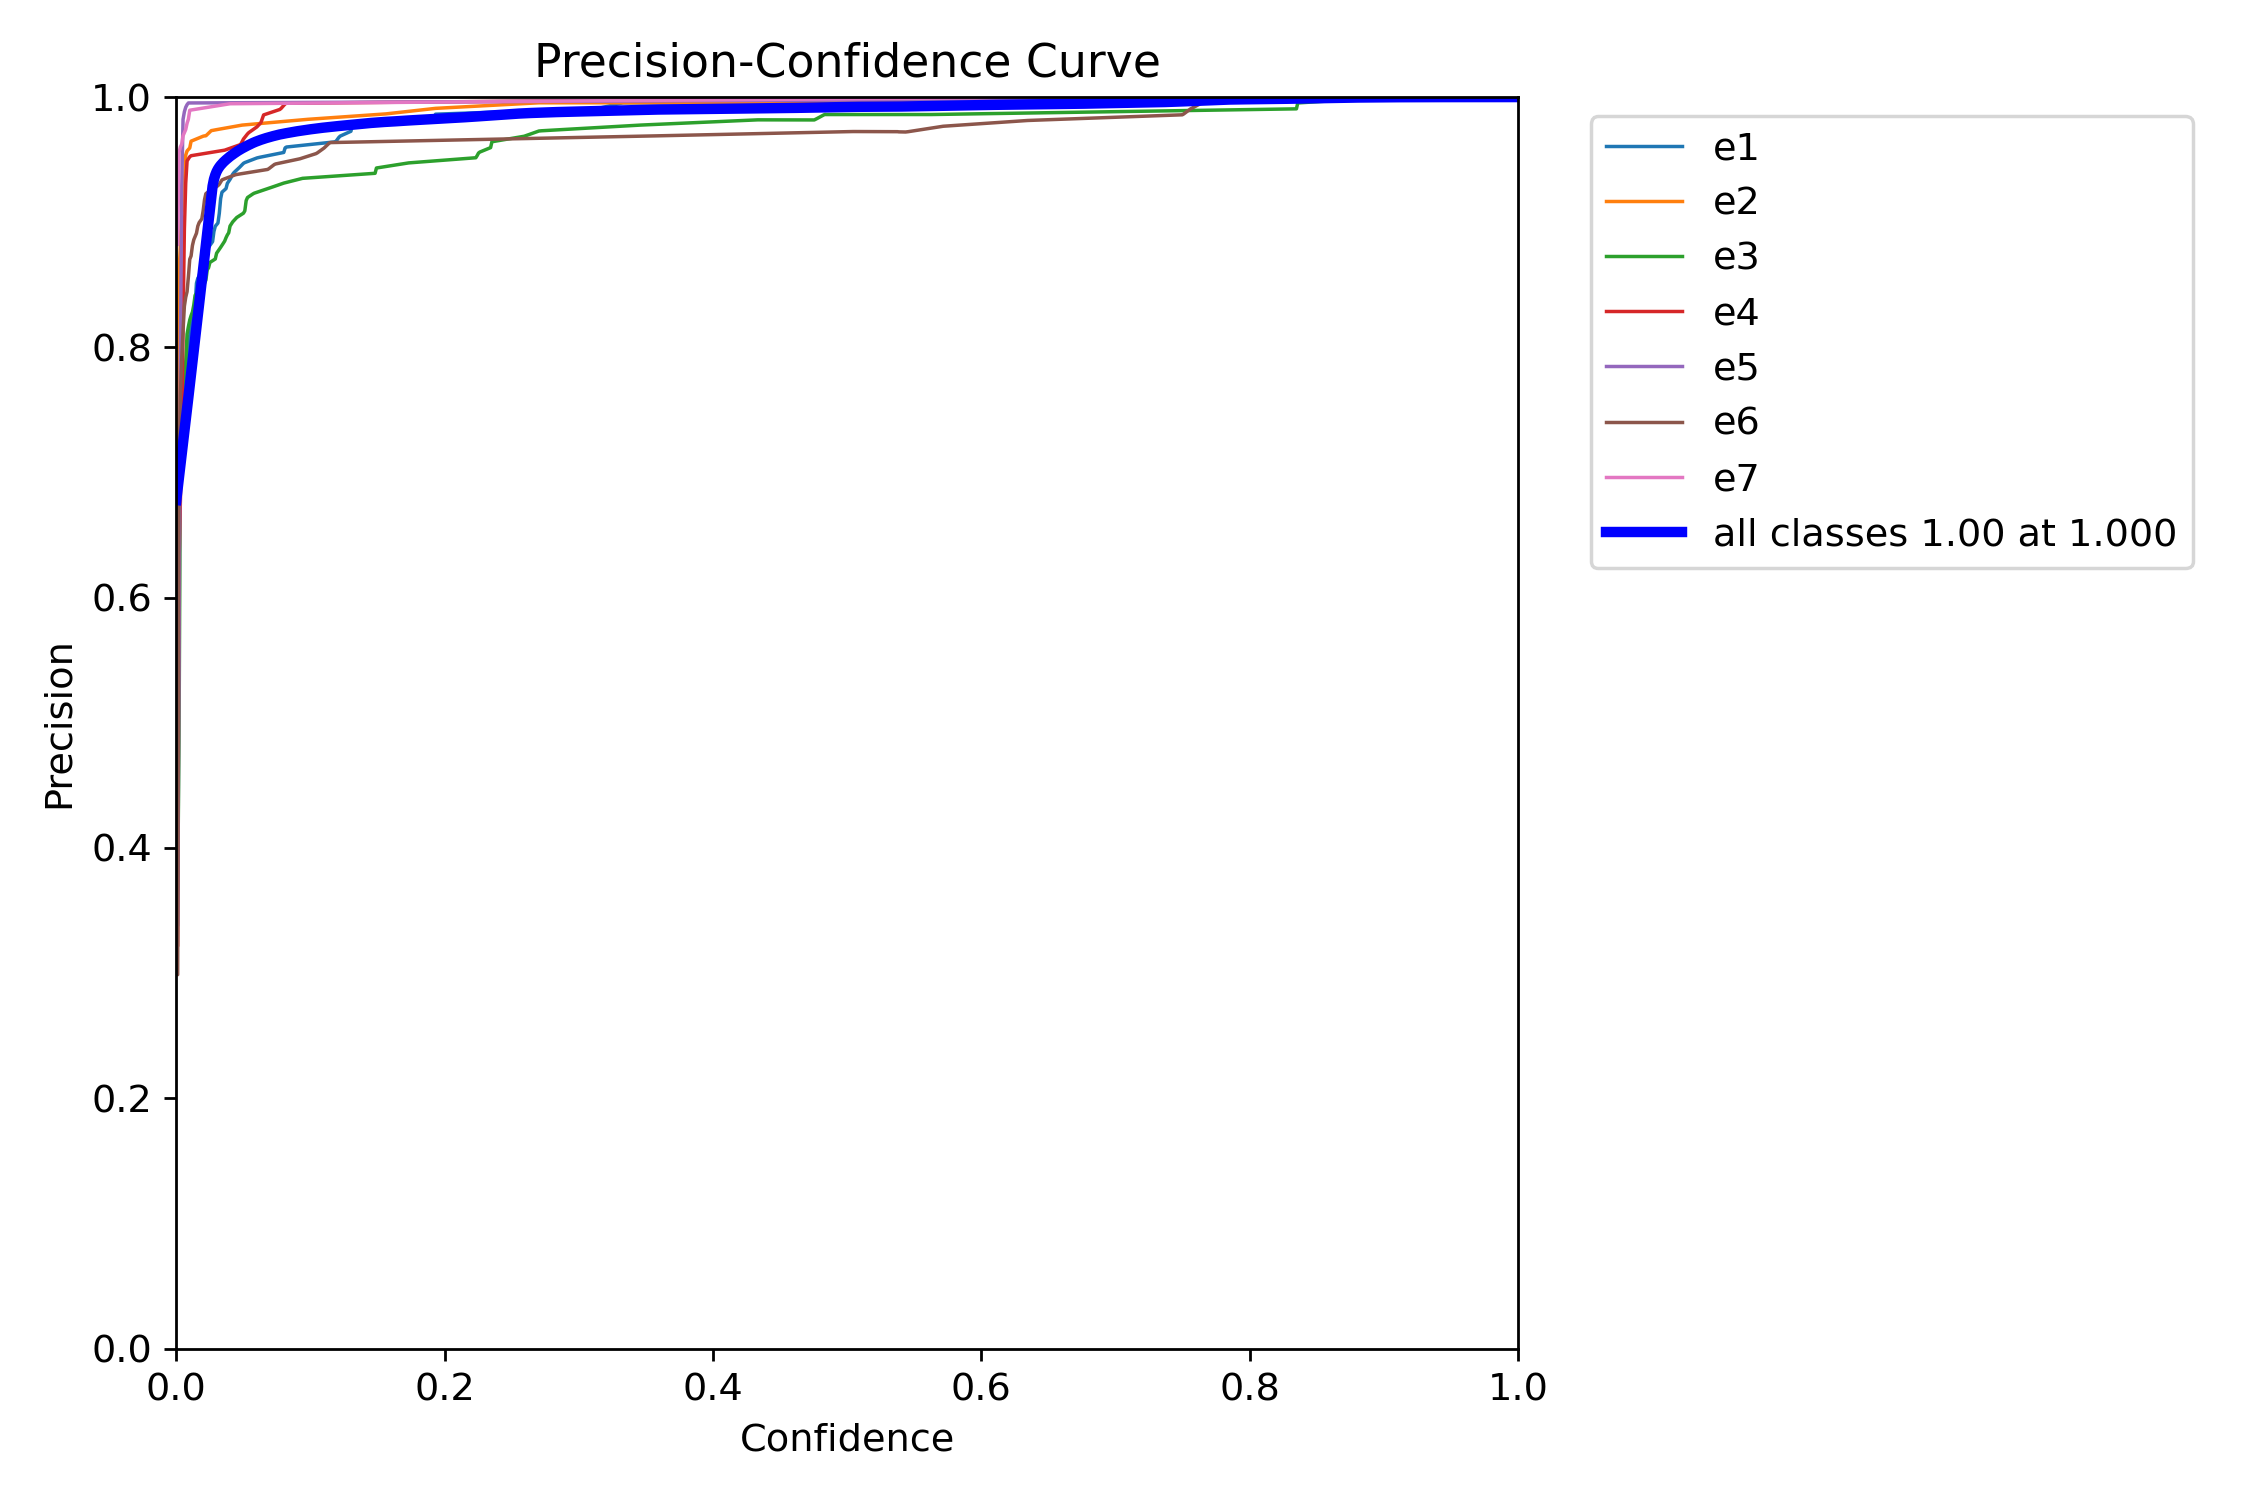 Precision-Confidence Curve
1.0
0.8
0.6
0.4
0.2
0.0
Precision
0.0 0.2 0.4 0.6 0.8 1.0
Confidence
e1
e2
e3
e4
e5
e6
e7
all classes 1.00 at 1.000